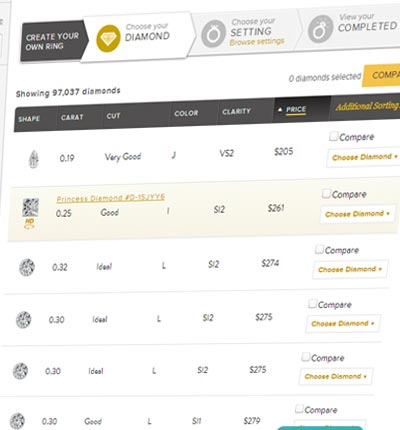 CREATE YOUR
OWN RING
Choose your
DIAMOND
Choose your
SETTING
Browse settings
View your
COMPLETED
0 diamonds selected
COMPA
Showing 97,037 diamonds
SHAPE CARAT CUT COLOR CLARITY PRICE Additional Sorting
0.19 Very Good J VS2 $205 Compare
Choose Diamond
Princess Diamond #D-15JYY6
HD 0.25 Good I SI2 $261 Compare
Choose Diamond
0.32 Ideal L SI2 $274 Compare
Choose Diamond
0.30 Ideal L SI2 $275 Compare
Choose Diamond
0.30 Ideal L SI2 $275 Compare
Choose Diamond
0.30 Good L SI1 $279 Compare